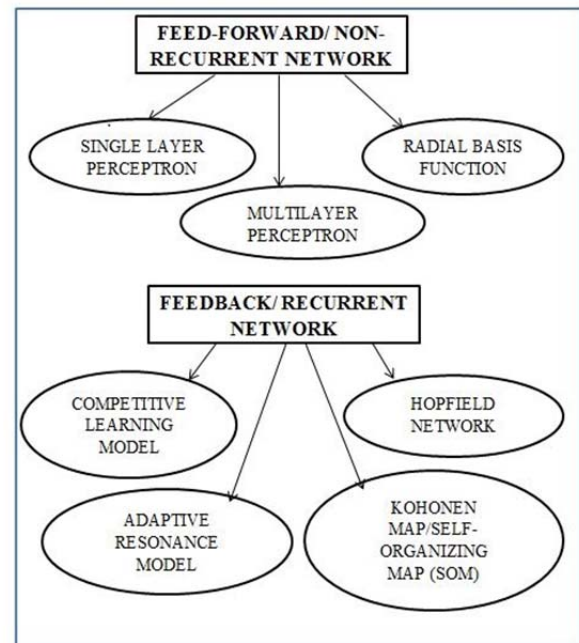 FEED-FORWARD/ NON-
RECURRENT NETWORK
SINGLE LAYER
PERCEPTRON
RADIAL BASIS
FUNCTION
MULTILAYER
PERCEPTRON
FEEDBACK/ RECURRENT
NETWORK
COMPETITIVE
LEARNING
MODEL
HOPFIELD
NETWORK
ADAPTIVE
RESONANCE
MODEL
KOHONEN
MAP/SELF-
ORGANIZING
MAP (SOM)